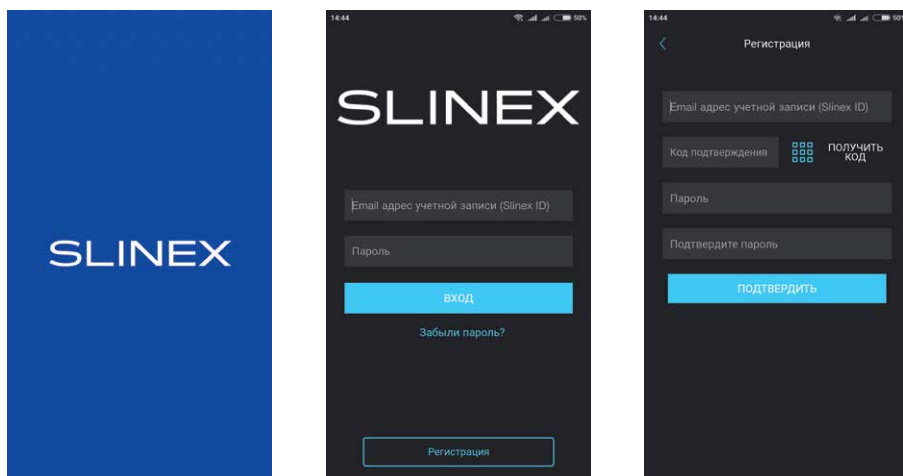 SLINEX
14:44
50%
SLINEX
Email адрес учетной записи (Slinex ID)
Пароль
ВХОД
Забыли пароль?
Регистрация
14:44
50%
Регистрация
Email адрес учетной записи (Slinex ID)
Код подтверждения
ПОЛУЧИТЬ
КОД
Пароль
Подтвердите пароль
ПОДТВЕРДИТЬ